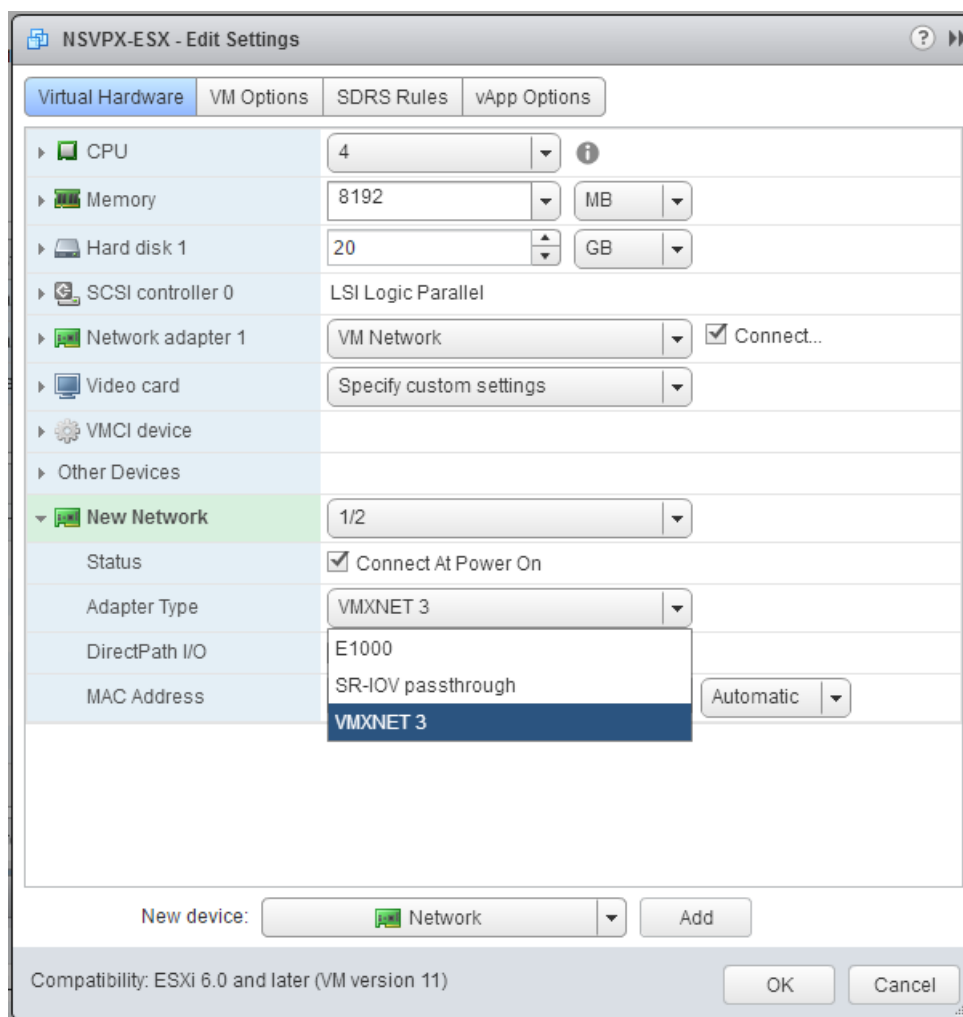 NSVPX-ESX - Edit Settings ?
Virtual Hardware VM Options SDRS Rules vApp Options
CPU 4
Memory 8192 MB
Hard disk 1 20 GB
SCSI controller 0 LSI Logic Parallel
Network adapter 1 VM Network Connect...
Video card Specify custom settings
VMCI device
Other Devices
New Network 1/2
Status Connect At Power On
Adapter Type VMXNET 3
E1000
DirectPath I/O
SR-IOV passthrough
MAC Address Automatic
VMXNET 3
New device: Network Add
Compatibility: ESXi 6.0 and later (VM version 11) OK Cancel